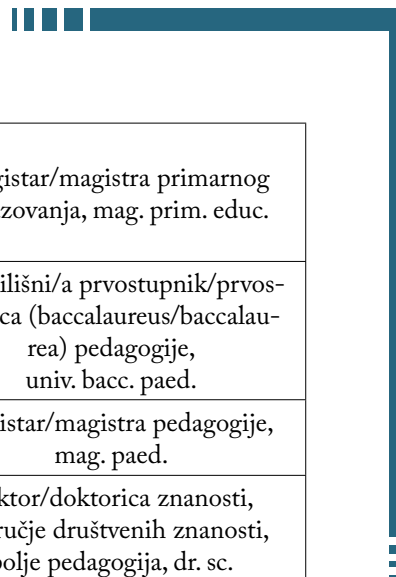 gistar/magistra primarnog
zovanja, mag. prim. educ.
ilišni/a prvostupnik/prvos-
ca (baccalaureus/baccalau-
rea) pedagogije,
univ. bacc. paed.
istar/magistra pedagogije,
mag. paed.
ktor/doktorica znanosti,
ručje društvenih znanosti,
polje pedagogija, dr. sc.